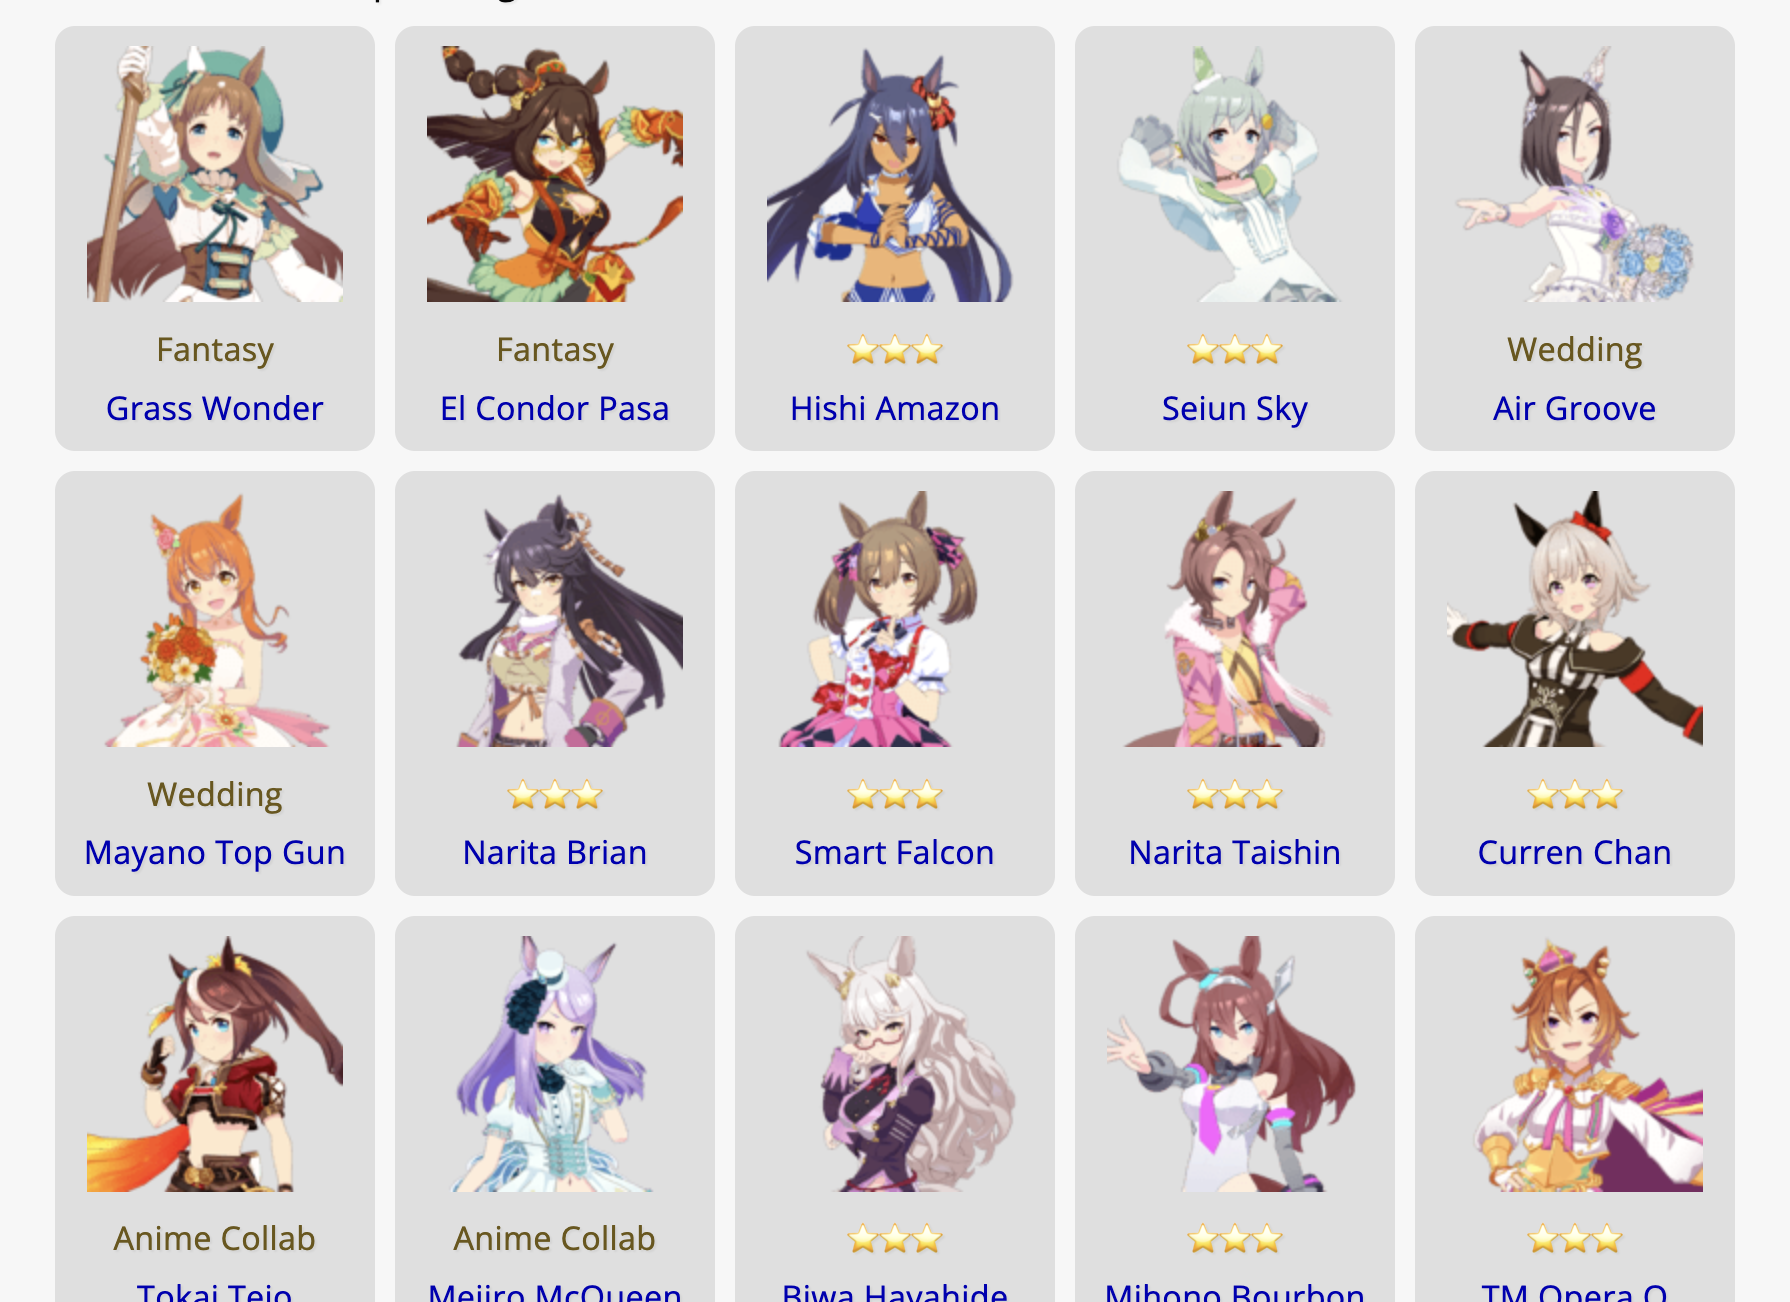 Fantasy
Grass Wonder
Fantasy
El Condor Pasa
⭐⭐⭐
Hishi Amazon
⭐⭐⭐
Seiun Sky
Wedding
Air Groove
Wedding
Mayano Top Gun
⭐⭐⭐
Narita Brian
⭐⭐⭐
Smart Falcon
⭐⭐⭐
Narita Taishin
⭐⭐⭐
Curren Chan
Anime Collab
Tokai Teio
Anime Collab
Mejiro McQueen
⭐⭐⭐
Biwa Hayahide
⭐⭐⭐
Mihono Bourbon
⭐⭐⭐
TM Opera O